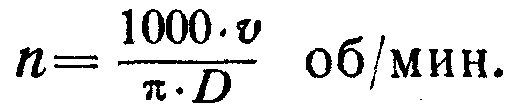 n = 1000·v / π·D об/мин.